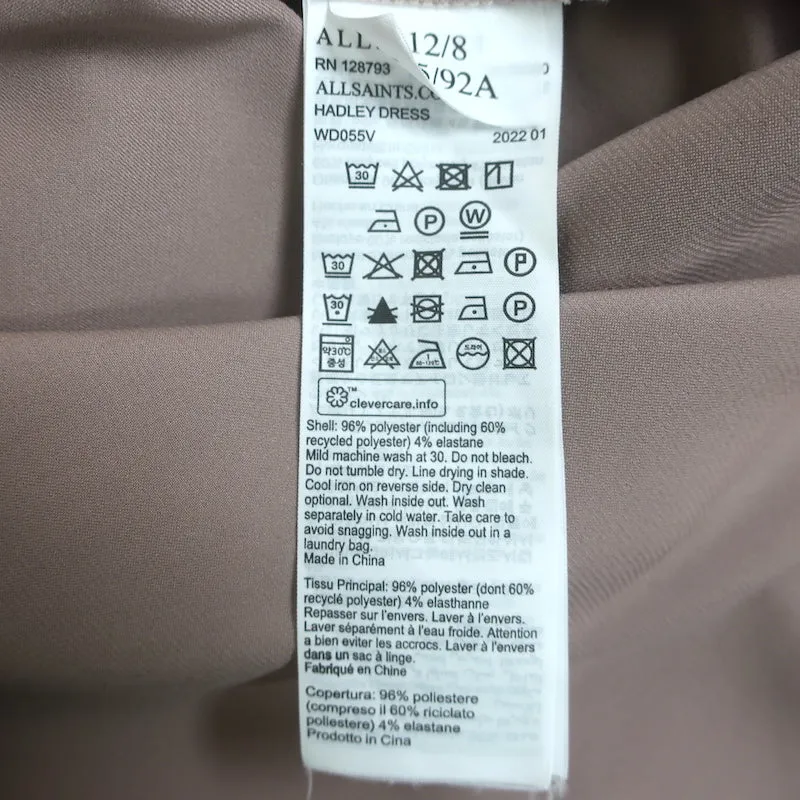 ALL
12/8
RN 128793
5/92A
ALLSAINTS.CO
HADLEY DRESS
WD055V 2022 01
30
P W
30 P
30 P
약30℃ 드라이
중성
clevercare.info
Shell: 96% polyester (including 60%
recycled polyester) 4% elastane
Mild machine wash at 30. Do not bleach.
Do not tumble dry. Line drying in shade.
Cool iron on reverse side. Dry clean
optional. Wash inside out. Wash
separately in cold water. Take care to
avoid snagging. Wash inside out in a
laundry bag.
Made in China
Tissu Principal: 96% polyester (dont 60%
recyclé polyester) 4% elasthanne
Repasser sur l'envers. Laver à l'envers.
Laver séparément à l'eau froide. Attention
a bien eviter les accrocs. Laver à l'envers
dans un sac à linge.
Fabriqué en Chine
Copertura: 96% poliestere
(compreso il 60% riciclato
poliestere) 4% elastane
Prodotto in Cina